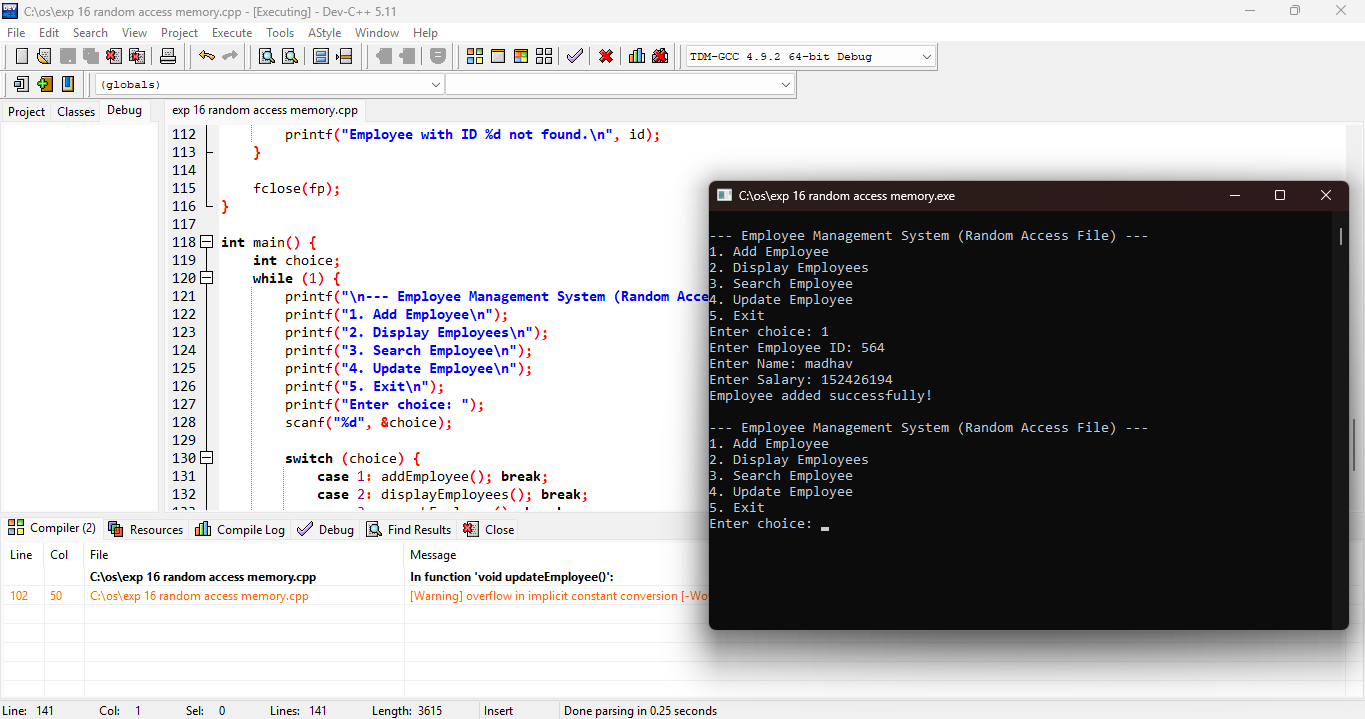 C:\os\exp 16 random access memory.cpp - [Executing] - Dev-C++ 5.11
File Edit Search View Project Execute Tools AStyle Window Help
TDM-GCC 4.9.2 64-bit Debug
(globals)
Project Classes Debug
exp 16 random access memory.cpp
112 printf("Employee with ID %d not found.\n", id);
113 }
114
115 fclose(fp);
116 }
117
118 int main() {
119 int choice;
120 while (1) {
121 printf("\n--- Employee Management System (Random Acce
122 printf("1. Add Employee\n");
123 printf("2. Display Employees\n");
124 printf("3. Search Employee\n");
125 printf("4. Update Employee\n");
126 printf("5. Exit\n");
127 printf("Enter choice: ");
128 scanf("%d", &choice);
129
130 switch (choice) {
131 case 1: addEmployee(); break;
132 case 2: displayEmployees(); break;
C:\os\exp 16 random access memory.exe
--- Employee Management System (Random Access File) ---
1. Add Employee
2. Display Employees
3. Search Employee
4. Update Employee
5. Exit
Enter choice: 1
Enter Employee ID: 564
Enter Name: madhav
Enter Salary: 152426194
Employee added successfully!
--- Employee Management System (Random Access File) ---
1. Add Employee
2. Display Employees
3. Search Employee
4. Update Employee
5. Exit
Enter choice:
Compiler (2) Resources Compile Log Debug Find Results Close
Line Col File Message
C:\os\exp 16 random access memory.cpp In function 'void updateEmployee()':
102 50 C:\os\exp 16 random access memory.cpp [Warning] overflow in implicit constant conversion [-Wo
Line: 141 Col: 1 Sel: 0 Lines: 141 Length: 3615 Insert Done parsing in 0.25 seconds